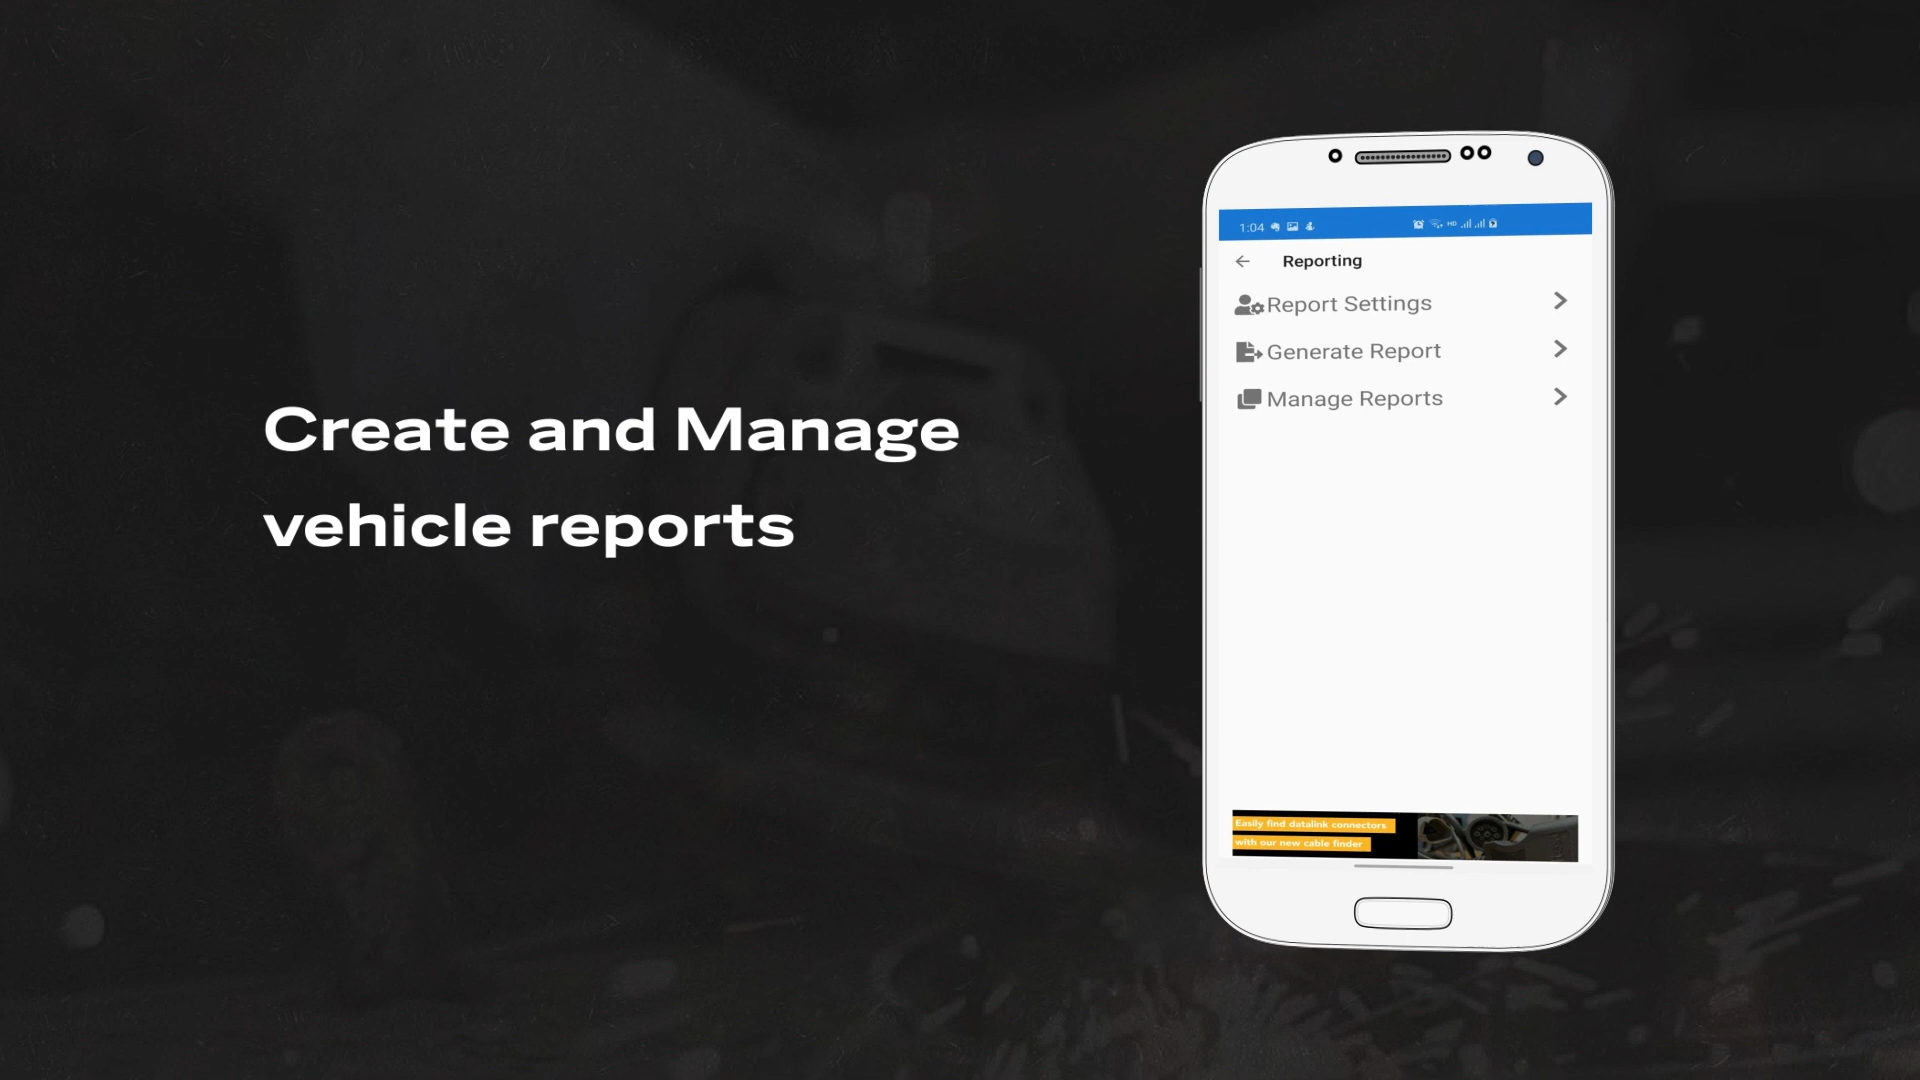 Create and Manage
vehicle reports
1:04
HD
Reporting
Report Settings
Generate Report
Manage Reports
Easily find datalink connectors
with our new cable finder